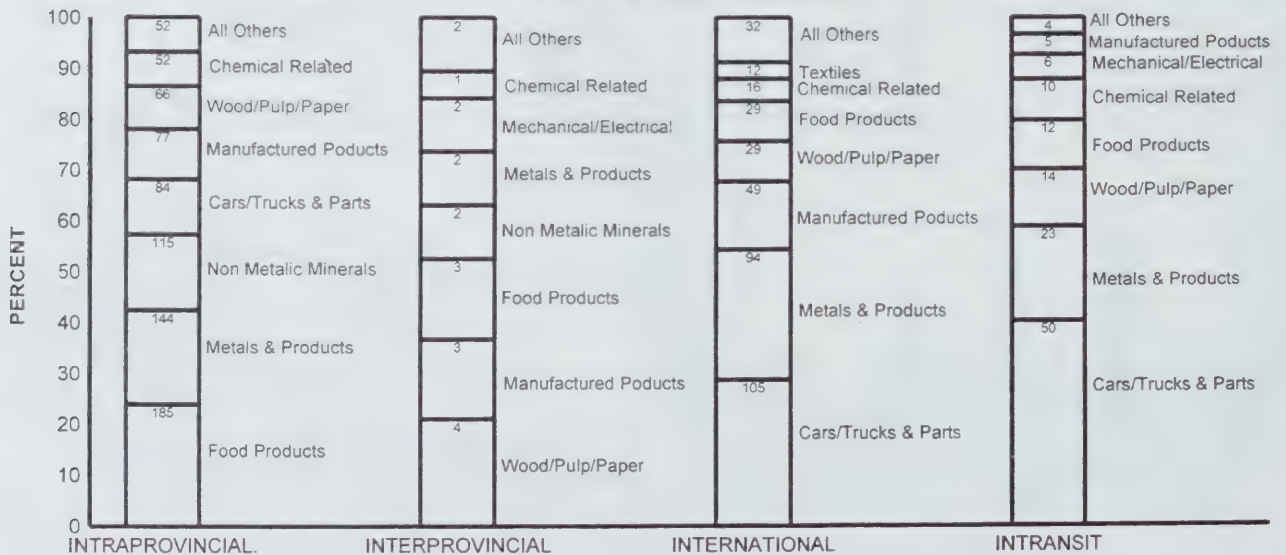 PERCENT
100
90
80
70
60
50
40
30
20
10
0
52 All Others
52 Chemical Related
66 Wood/Pulp/Paper
77 Manufactured Poducts
84 Cars/Trucks & Parts
115 Non Metalic Minerals
144 Metals & Products
185 Food Products
INTRAPROVINCIAL.
2 All Others
1 Chemical Related
2 Mechanical/Electrical
2 Metals & Products
2 Non Metalic Minerals
3 Food Products
3 Manufactured Poducts
4 Wood/Pulp/Paper
INTERPROVINCIAL
32 All Others
12 Textiles
16 Chemical Related
29 Food Products
29 Wood/Pulp/Paper
49 Manufactured Poducts
94 Metals & Products
105 Cars/Trucks & Parts
INTERNATIONAL
4 All Others
5 Manufactured Poducts
6 Mechanical/Electrical
10 Chemical Related
12 Food Products
14 Wood/Pulp/Paper
23 Metals & Products
50 Cars/Trucks & Parts
INTRANSIT